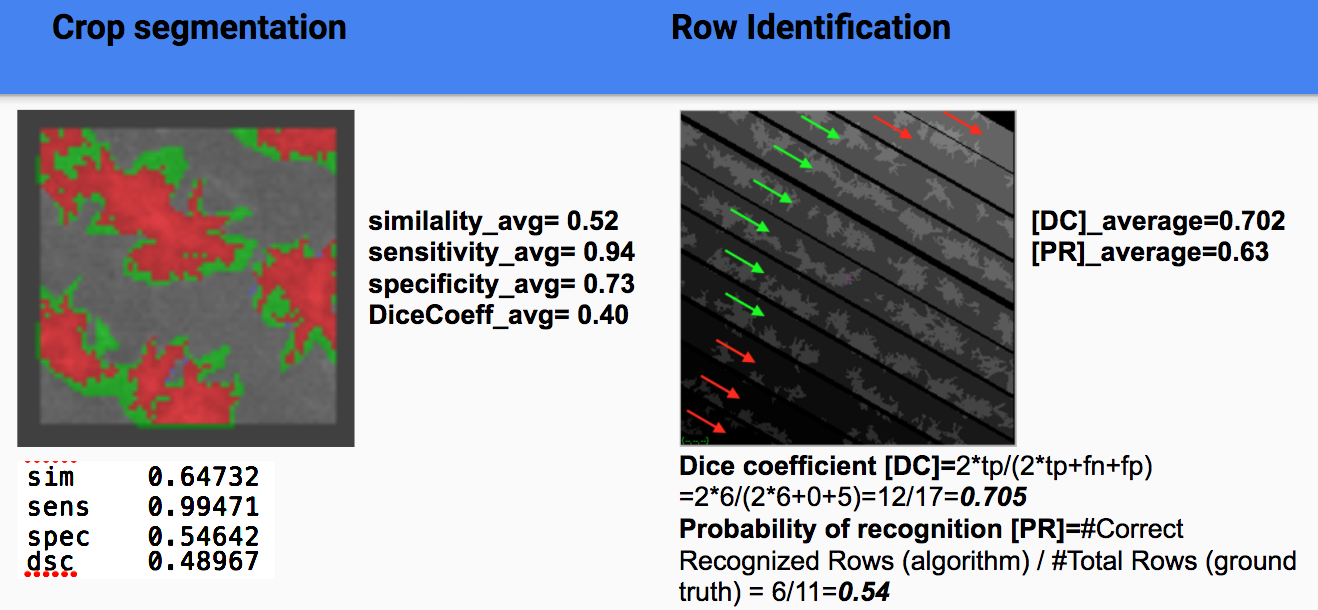 Crop segmentation
Row Identification
similality_avg= 0.52
sensitivity_avg= 0.94
specificity_avg= 0.73
DiceCoeff_avg= 0.40
sim 0.64732
sens 0.99471
spec 0.54642
dsc 0.48967
[DC]_average=0.702
[PR]_average=0.63
Dice coefficient [DC]=2*tp/(2*tp+fn+fp)
=2*6/(2*6+0+5)=12/17=0.705
Probability of recognition [PR]=#Correct
Recognized Rows (algorithm) / #Total Rows (ground
truth) = 6/11=0.54